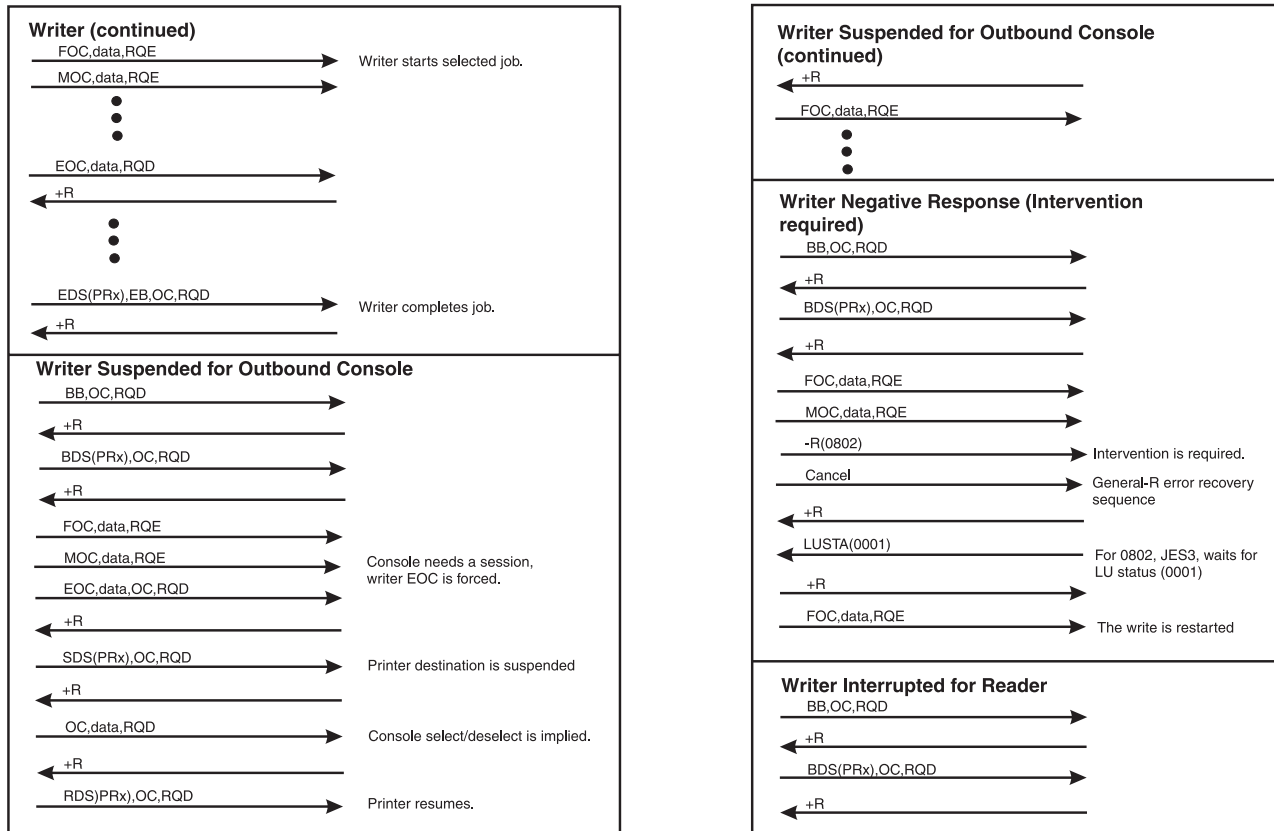 Writer (continued)
FOC,data,RQE
Writer starts selected job.
MOC,data,RQE
EOC,data,RQD
+R
EDS(PRx),EB,OC,RQD
Writer completes job.
+R
Writer Suspended for Outbound Console
BB,OC,RQD
+R
BDS(PRx),OC,RQD
+R
FOC,data,RQE
MOC,data,RQE
Console needs a session,
writer EOC is forced.
EOC,data,OC,RQD
+R
SDS(PRx),OC,RQD
Printer destination is suspended
+R
OC,data,RQD
Console select/deselect is implied.
+R
RDS)PRx),OC,RQD
Printer resumes.
Writer Suspended for Outbound Console
(continued)
+R
FOC,data,RQE
Writer Negative Response (Intervention
required)
BB,OC,RQD
+R
BDS(PRx),OC,RQD
+R
FOC,data,RQE
MOC,data,RQE
-R(0802)
Intervention is required.
Cancel
General-R error recovery
sequence
+R
LUSTA(0001)
For 0802, JES3, waits for
LU status (0001)
+R
FOC,data,RQE
The write is restarted
Writer Interrupted for Reader
BB,OC,RQD
+R
BDS(PRx),OC,RQD
+R